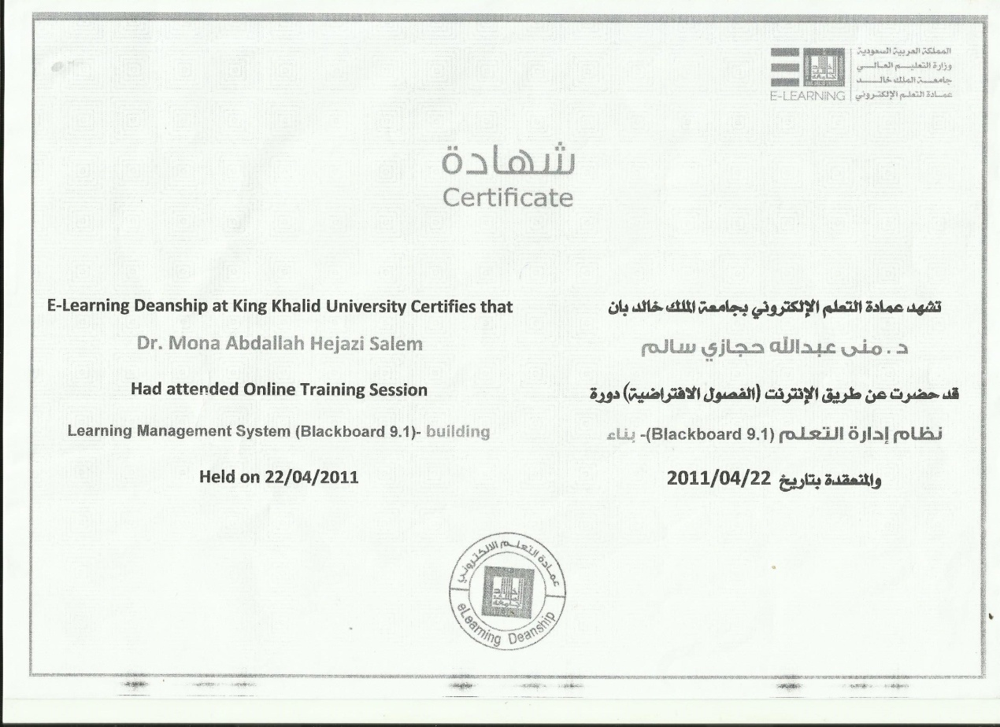 المملكة العربية السعودية
وزارة التعليم العالي
جامعة الملك خالد
عمادة التعلم الإلكتروني
E-LEARNING
شهادة
Certificate
E-Learning Deanship at King Khalid University Certifies that
Dr. Mona Abdallah Hejazi Salem
Had attended Online Training Session
Learning Management System (Blackboard 9.1)- building
Held on 22/04/2011
تشهد عمادة التعلم الإلكتروني بجامعة الملك خالد بان
د. منى عبدالله حجازي سالم
قد حضرت عن طريق الإنترنت (الفصول الافتراضية) دورة
نظام إدارة التعلم (Blackboard 9.1)- بناء
والمنعقدة بتاريخ 2011/04/22
عمادة التعلم الالكتروني
جامعة الملك خالد
eLearning Deanship